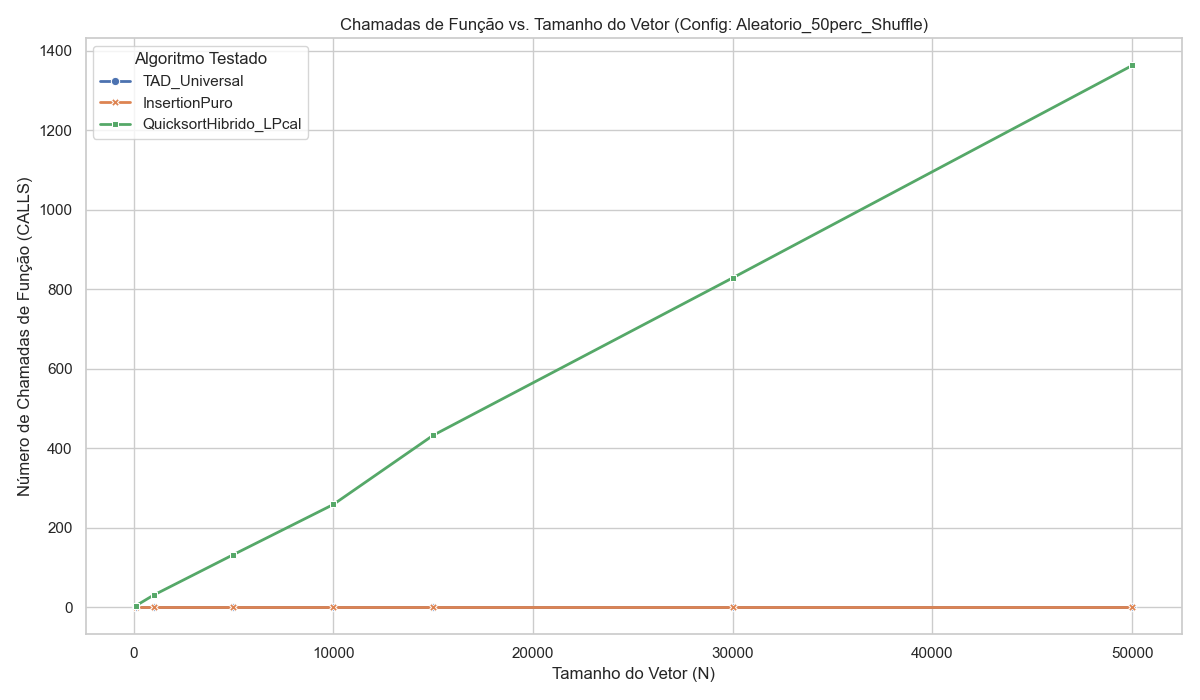 Chamadas de Função vs. Tamanho do Vetor (Config: Aleatorio_50perc_Shuffle)
Algoritmo Testado
TAD_Universal
InsertionPuro
QuicksortHibrido_LPcal
Número de Chamadas de Função (CALLS)
1400
1200
1000
800
600
400
200
0
0
10000
20000
30000
40000
50000
Tamanho do Vetor (N)